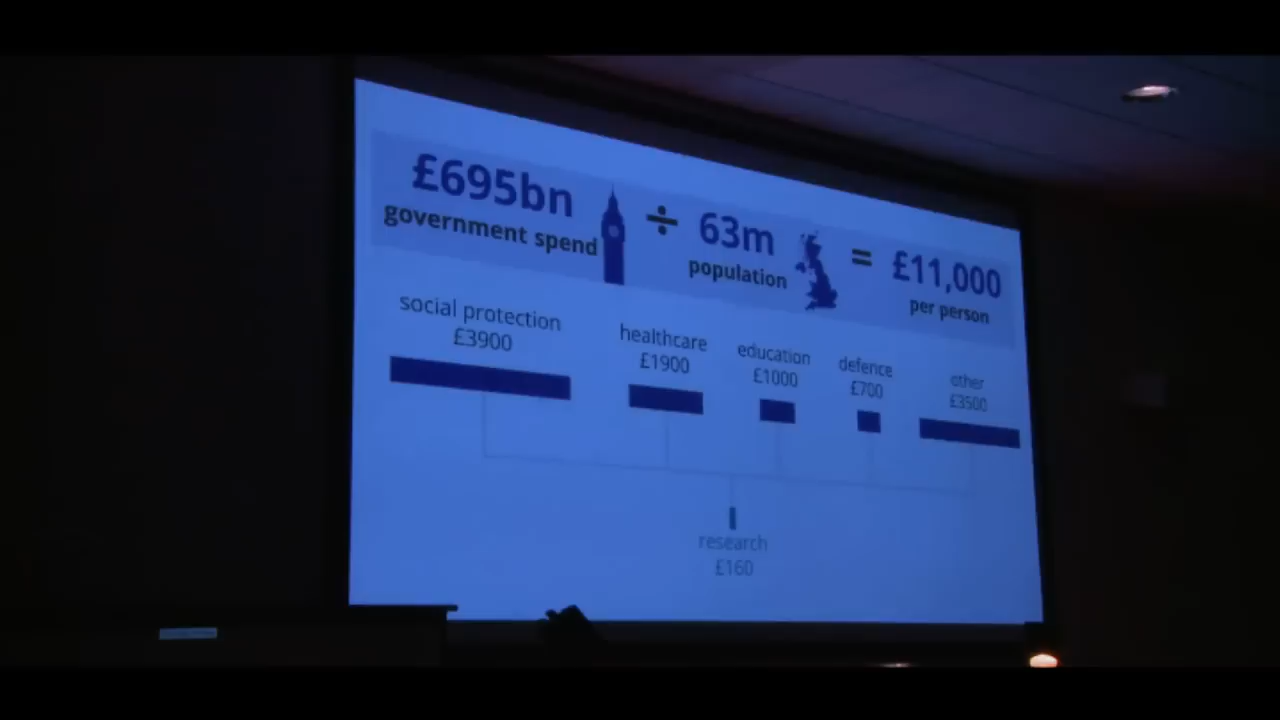 £695bn
government spend
÷
63m
population
=
£11,000
per person
social protection
£3900
healthcare
£1900
education
£1000
defence
£700
other
£3500
research
£160